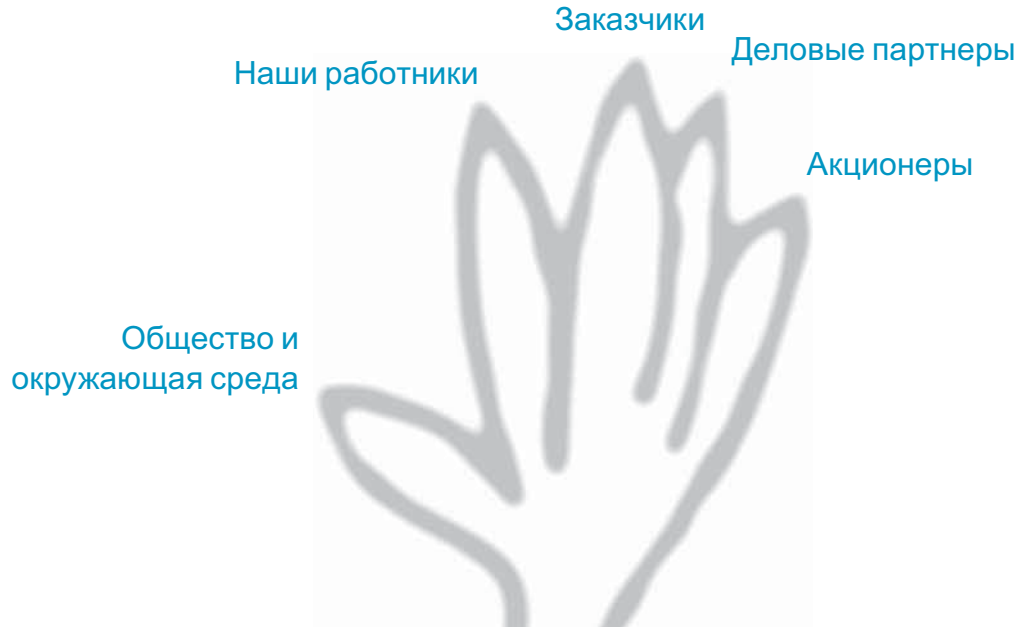 Заказчики
Деловые партнеры
Наши работники
Акционеры
Общество и
окружающая среда